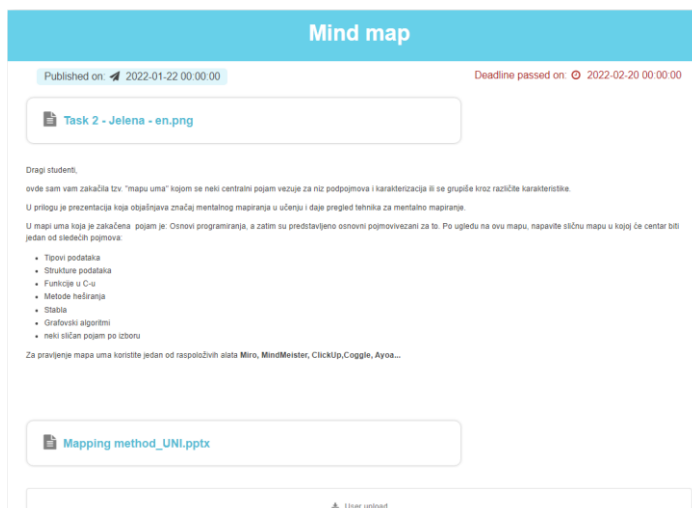 Mind map
Published on: 2022-01-22 00:00:00
Deadline passed on: 2022-02-20 00:00:00
Task 2 - Jelena - en.png
Dragi studenti,
ovde sam vam zakačila tzv. "mapu uma" kojom se neki centralni pojam vezuje za niz podpojmova i karakterizacija ili se grupiše kroz različite karakteristike.
U prilogu je prezentacija koja objašnjava značaj mentalnog mapiranja u učenju i daje pregled tehnika za mentalno mapiranje.
U mapi uma koja je zakačena pojam je: Osnovi programiranja, a zatim su predstavljeno osnovni pojmovivezani za to. Po ugledu na ovu mapu, napavite sličnu mapu u kojoj će centar biti
jedan od sledećih pojmova:
Tipovi podataka
Strukture podataka
Funkcije u C-u
Metode heširanja
Stabla
Grafovski algoritmi
neki sličan pojam po izboru
Za pravljenje mapa uma koristite jedan od raspoloživih alata Miro, MindMeister, ClickUp,Coggle, Ayoa...
Mapping method_UNI.pptx
User upload